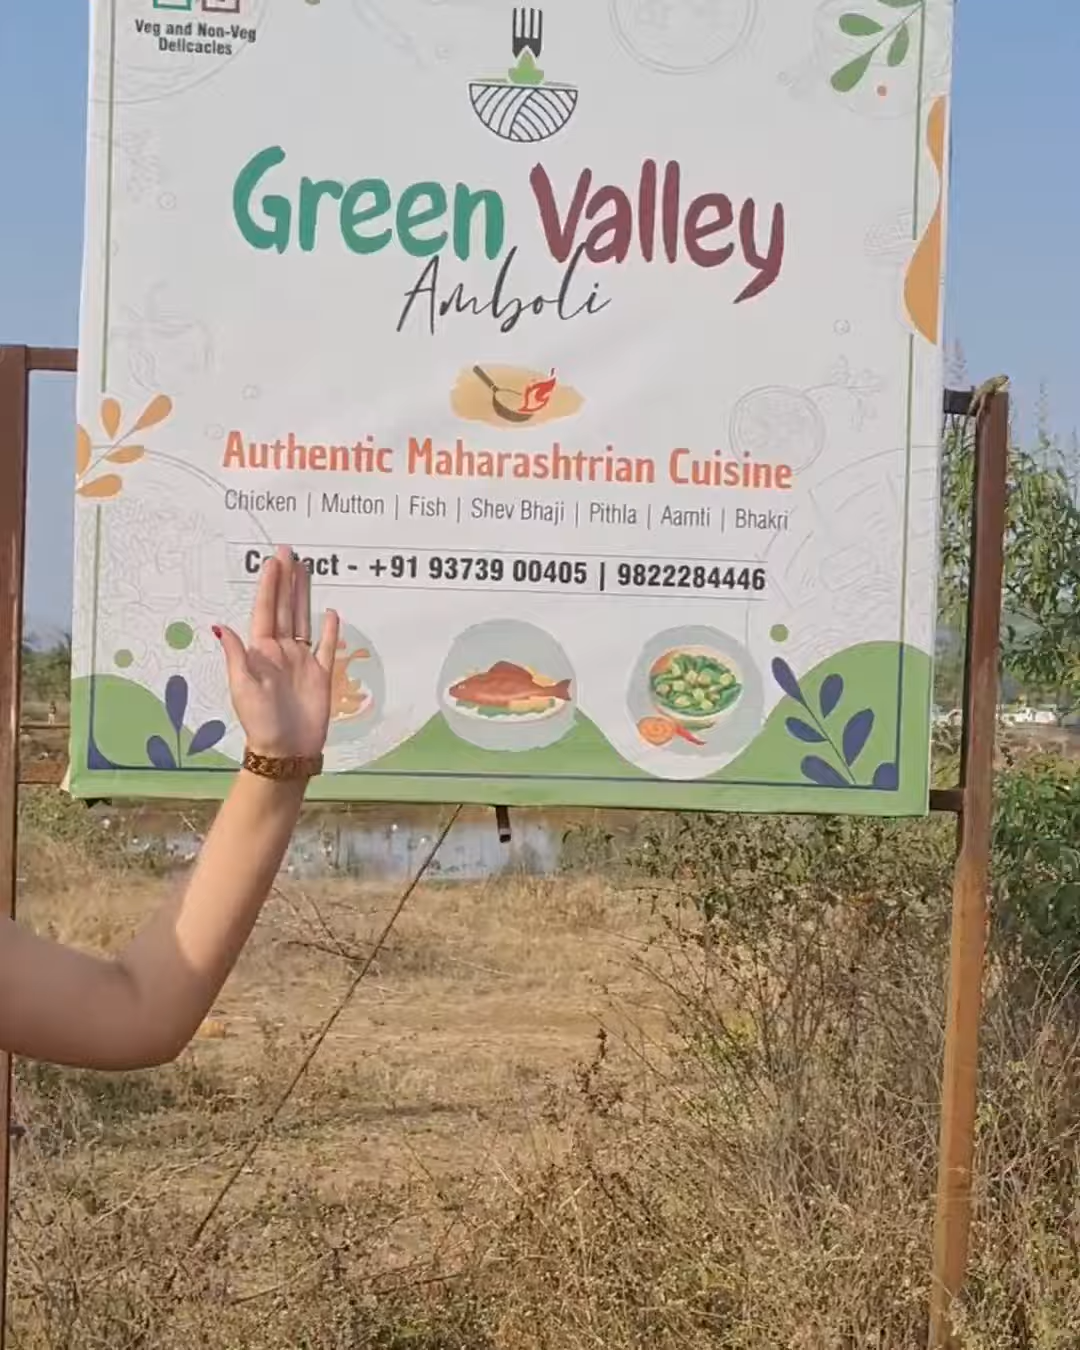 Veg and Non-Veg
Delicacies
Green Valley
Amboli
Authentic Maharashtrian Cuisine
Chicken | Mutton | Fish | Shev Bhaji | Pithla | Aamti | Bhakri
Contact - +91 93739 00405 | 9822284446